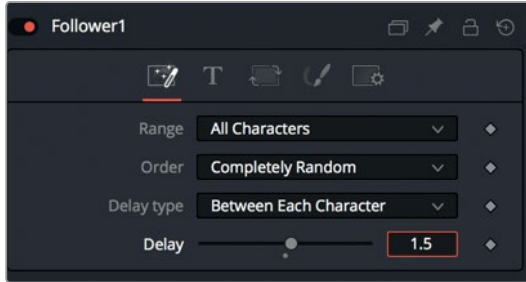 Follower1
T
Range All Characters
Order Completely Random
Delay type Between Each Character
Delay 1.5